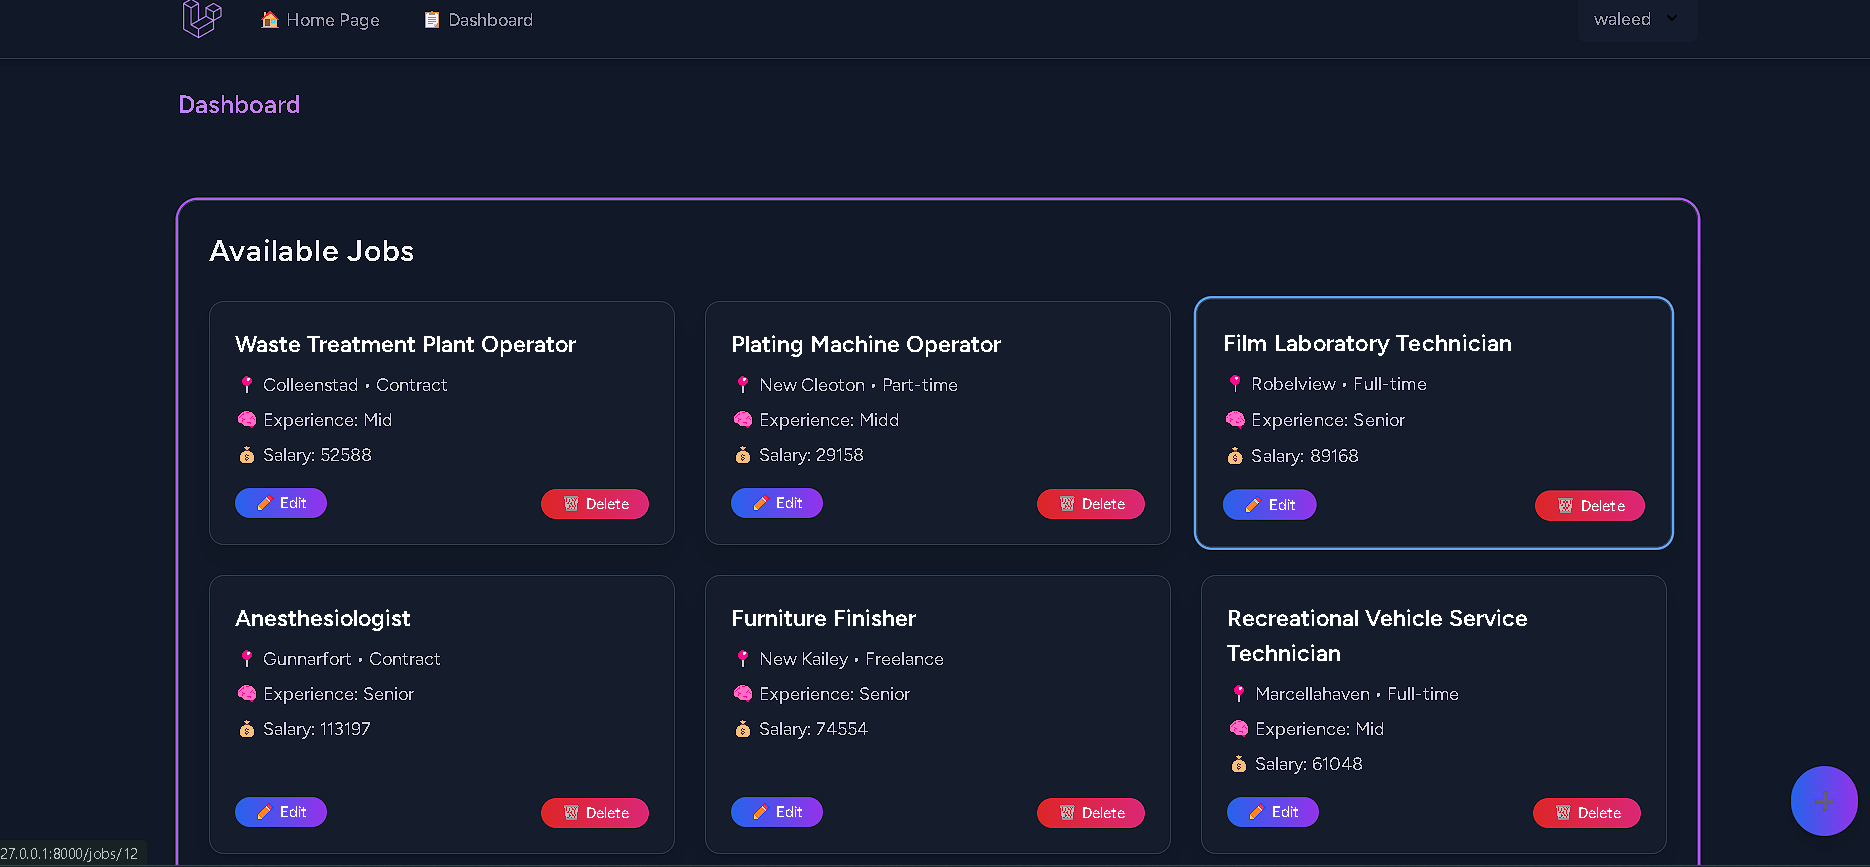 Home Page
Dashboard
waleed
Dashboard
Available Jobs
Waste Treatment Plant Operator
Colleenstad • Contract
Experience: Mid
Salary: 52588
Edit
Delete
Plating Machine Operator
New Cleoton • Part-time
Experience: Midd
Salary: 29158
Edit
Delete
Film Laboratory Technician
Robelview • Full-time
Experience: Senior
Salary: 89168
Edit
Delete
Anesthesiologist
Gunnarfort • Contract
Experience: Senior
Salary: 113197
Edit
Delete
Furniture Finisher
New Kailey • Freelance
Experience: Senior
Salary: 74554
Edit
Delete
Recreational Vehicle Service
Technician
Marcellahaven • Full-time
Experience: Mid
Salary: 61048
Edit
Delete
+
27.0.0.1:8000/jobs/12